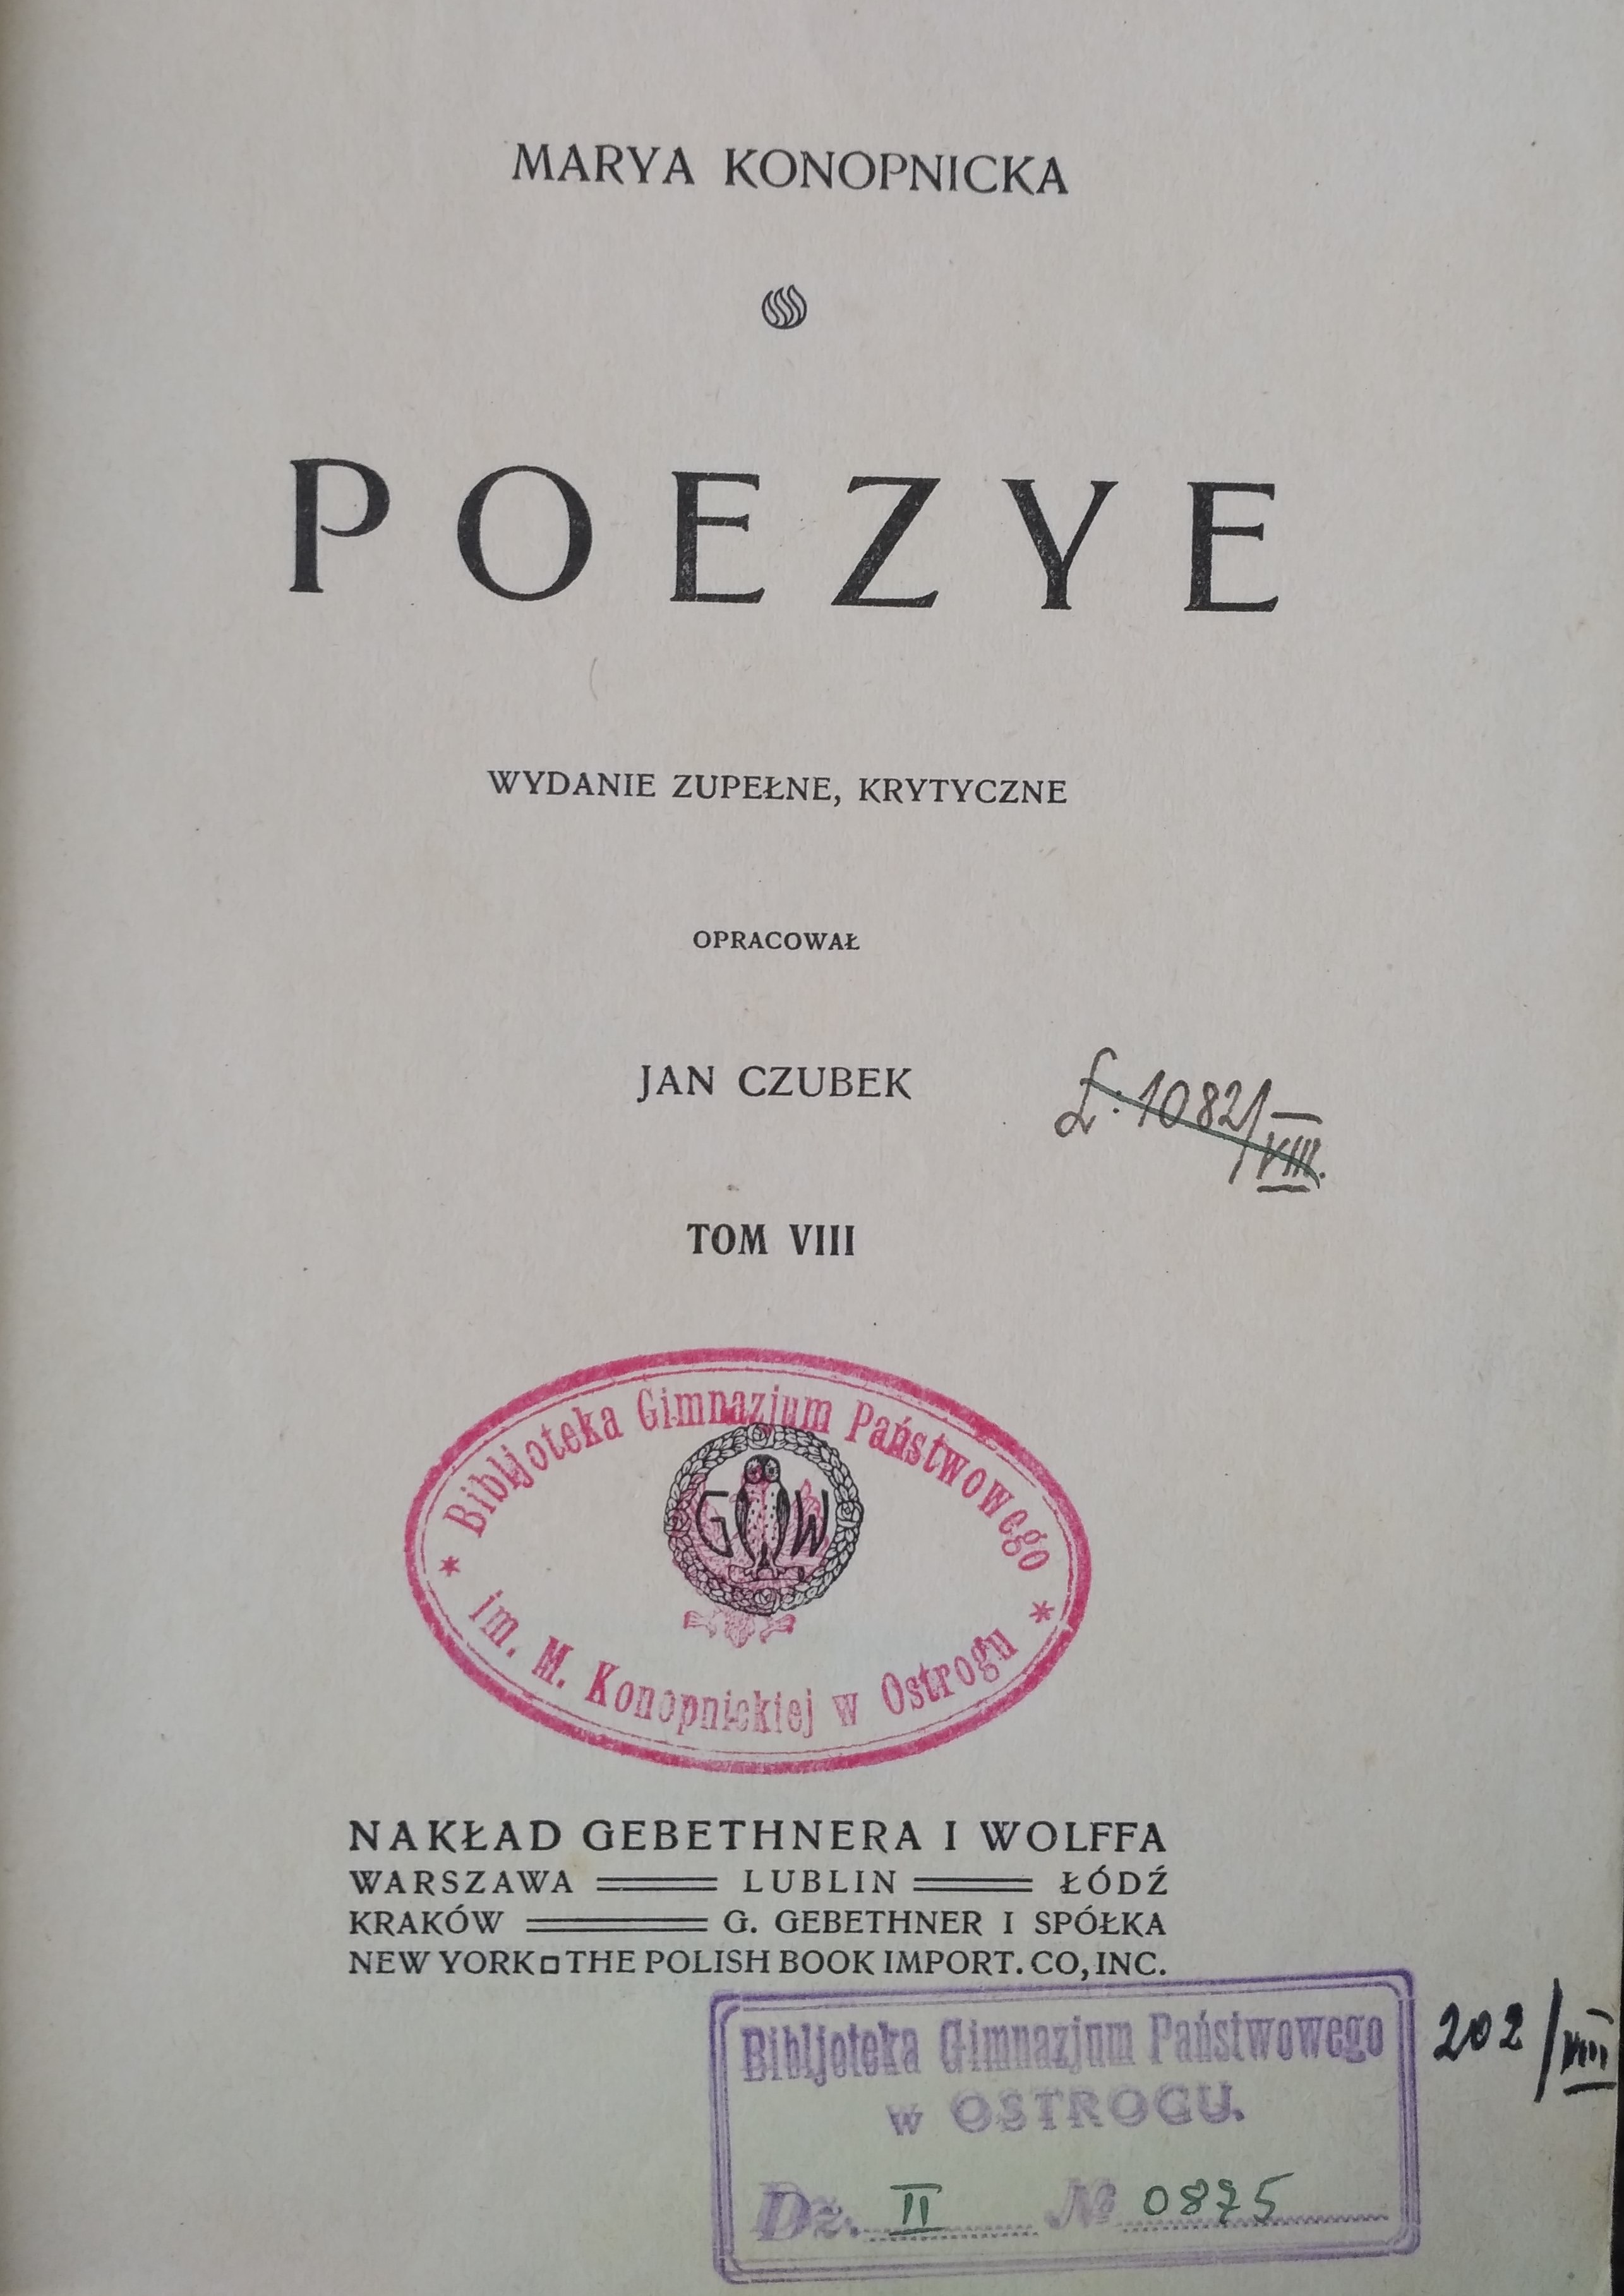 MARYA KONOPNICKA
POEZYE
WYDANIE ZUPEŁNE, KRYTYCZNE
OPRACOWAŁ
JAN CZUBEK
Ł: 1082/VIII.
TOM VIII
Bibljoteka Gimnazjum Państwowego
G W
im. M. Konopnickiej w Ostrogu
NAKŁAD GEBETHNERA I WOLFFA
WARSZAWA LUBLIN ŁÓDŹ
KRAKÓW G. GEBETHNER I SPÓŁKA
NEW YORK THE POLISH BOOK IMPORT. CO, INC.
Bibljoteka Gimnazjum Państwowego
w OSTROGU.
Dz. II № 0875
202/VIII